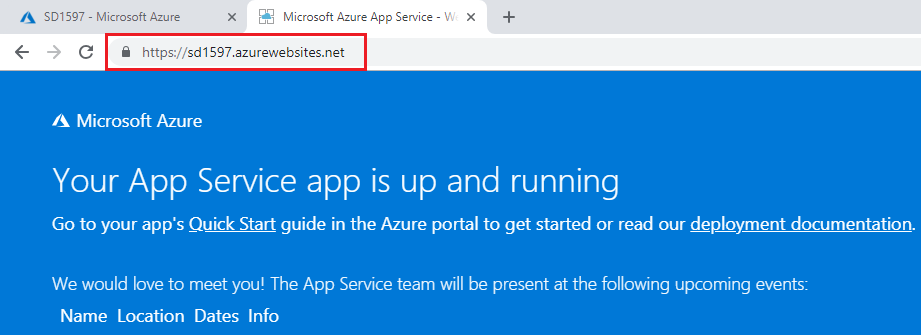 SD1597 - Microsoft Azure
Microsoft Azure App Service - W
https://sd1597.azurewebsites.net
Microsoft Azure
Your App Service app is up and running
Go to your app's Quick Start guide in the Azure portal to get started or read our deployment documentation.
We would love to meet you! The App Service team will be present at the following upcoming events:
Name Location Dates Info